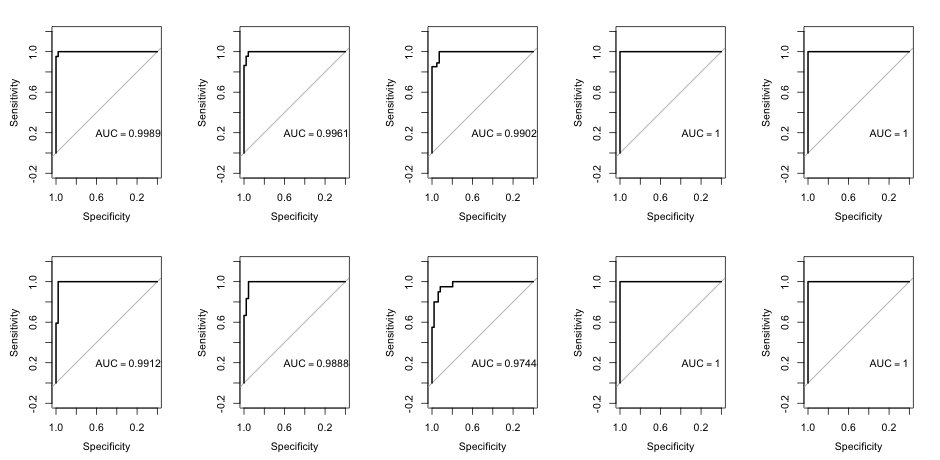 Sensitivity
-0.2 0.2 0.6 1.0
AUC = 0.9989
1.0 0.6 0.2
Specificity
Sensitivity
-0.2 0.2 0.6 1.0
AUC = 0.9961
1.0 0.6 0.2
Specificity
Sensitivity
-0.2 0.2 0.6 1.0
AUC = 0.9902
1.0 0.6 0.2
Specificity
Sensitivity
-0.2 0.2 0.6 1.0
AUC = 1
1.0 0.6 0.2
Specificity
Sensitivity
-0.2 0.2 0.6 1.0
AUC = 1
1.0 0.6 0.2
Specificity
Sensitivity
-0.2 0.2 0.6 1.0
AUC = 0.9912
1.0 0.6 0.2
Specificity
Sensitivity
-0.2 0.2 0.6 1.0
AUC = 0.9888
1.0 0.6 0.2
Specificity
Sensitivity
-0.2 0.2 0.6 1.0
AUC = 0.9744
1.0 0.6 0.2
Specificity
Sensitivity
-0.2 0.2 0.6 1.0
AUC = 1
1.0 0.6 0.2
Specificity
Sensitivity
-0.2 0.2 0.6 1.0
AUC = 1
1.0 0.6 0.2
Specificity